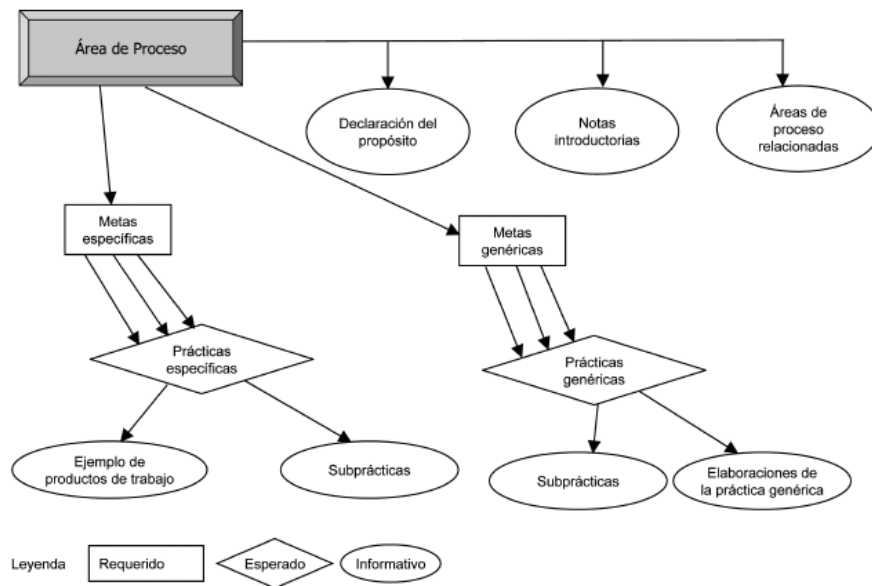 Área de Proceso
Declaración del
propósito
Notas
introductorias
Áreas de
proceso
relacionadas
Metas
específicas
Metas
genéricas
Prácticas
específicas
Prácticas
genéricas
Ejemplo de
productos de trabajo
Subprácticas
Subprácticas
Elaboraciones de
la práctica genérica
Leyenda
Requerido
Esperado
Informativo